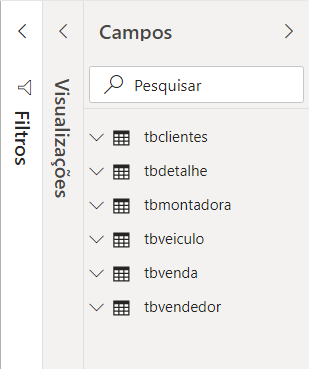 Filtros
Visualizações
Campos
Pesquisar
tbclientes
tbdetalhe
tbmontadora
tbveiculo
tbvenda
tbvendedor